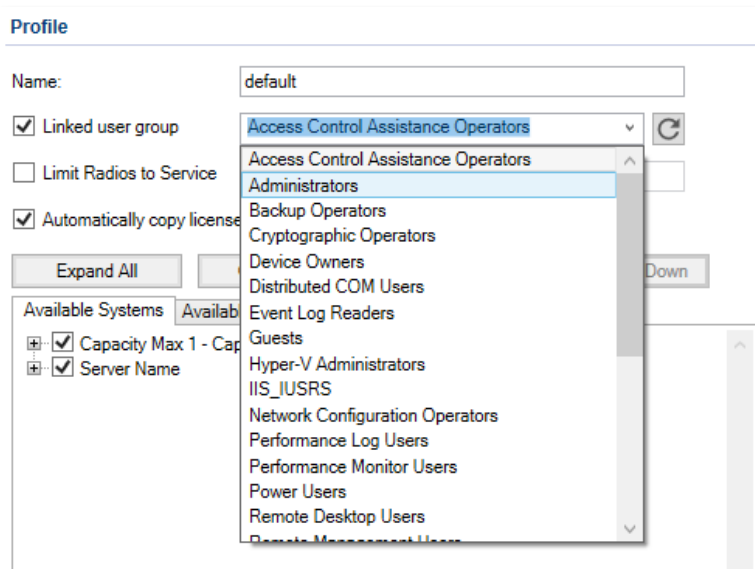 Profile
Name: default
Linked user group Access Control Assistance Operators
Access Control Assistance Operators
Limit Radios to Service
Administrators
Backup Operators
Automatically copy license
Cryptographic Operators
Device Owners
Expand All
Down
Distributed COM Users
Available Systems
Event Log Readers
Guests
Capacity Max 1 - Cap
Hyper-V Administrators
Server Name
IIS_IUSRS
Network Configuration Operators
Performance Log Users
Performance Monitor Users
Power Users
Remote Desktop Users
Remote Management Users